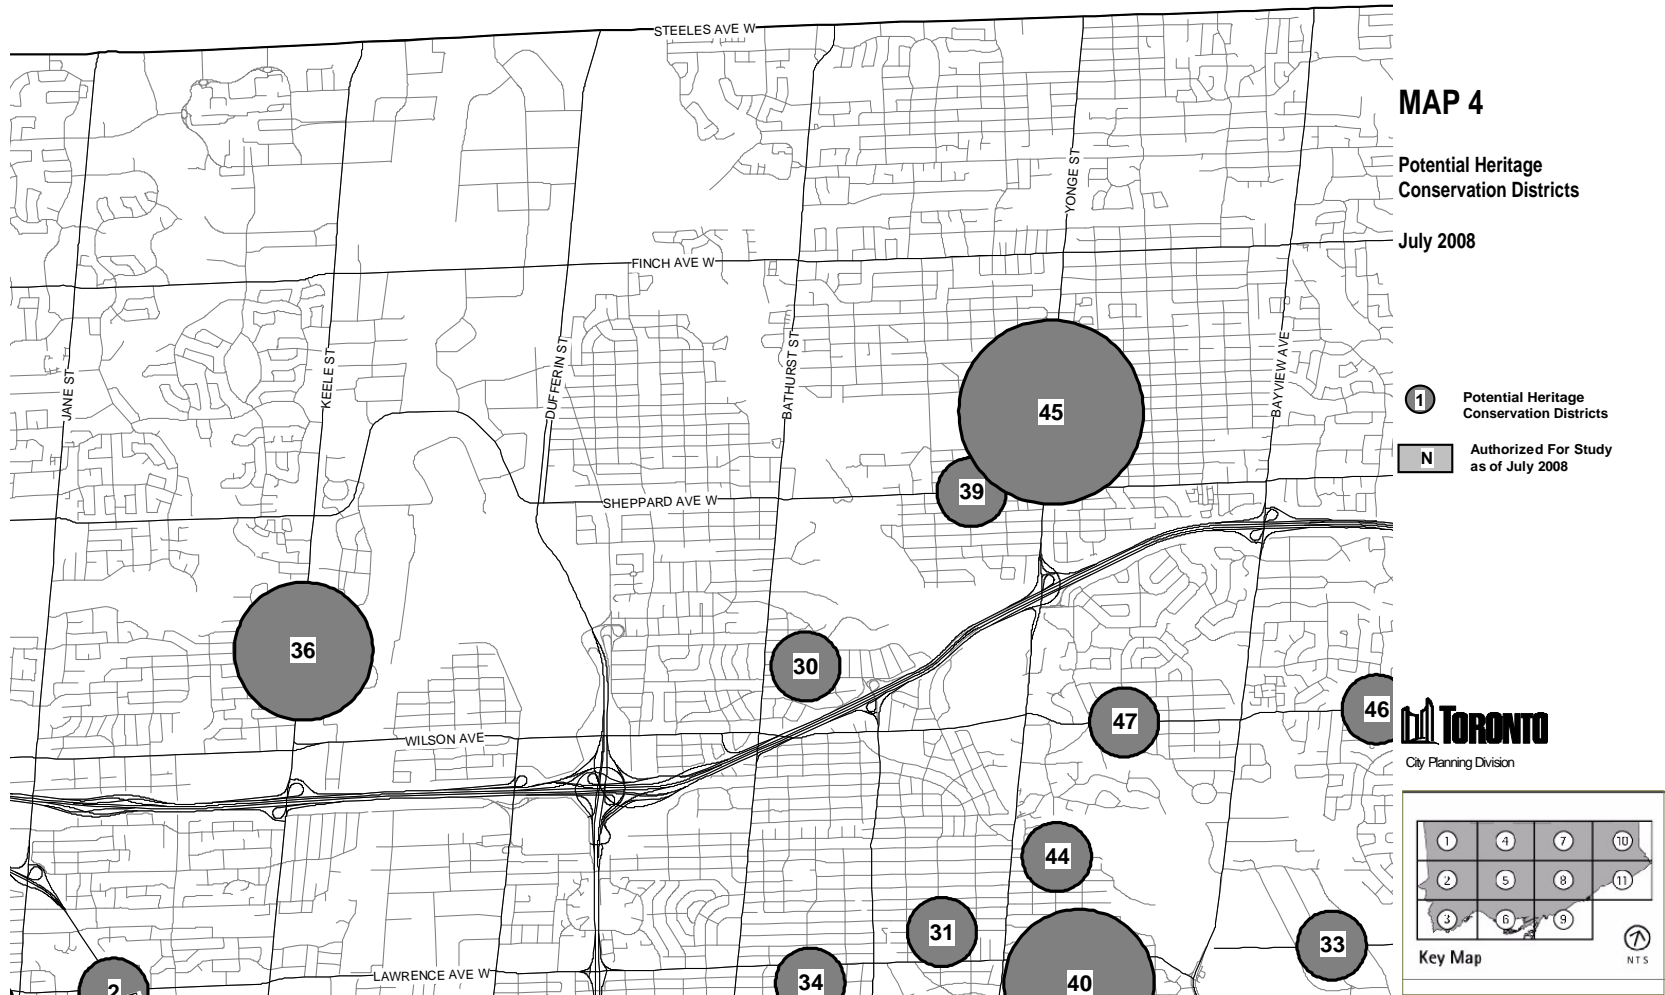 STEELES AVE W
MAP 4
Potential Heritage
Conservation Districts
July 2008
YONGE ST
FINCH AVE W
BATHURST ST
DUFFERIN ST
KEELE ST
JANE ST
BAYVIEW AVE
45
1
Potential Heritage
Conservation Districts
N
Authorized For Study
as of July 2008
39
SHEPPARD AVE W
36
30
47
46
WILSON AVE
TORONTO
City Planning Division
44
31
33
34
40
2
LAWRENCE AVE W
1
4
7
10
2
5
8
11
3
6
9
Key Map
NTS